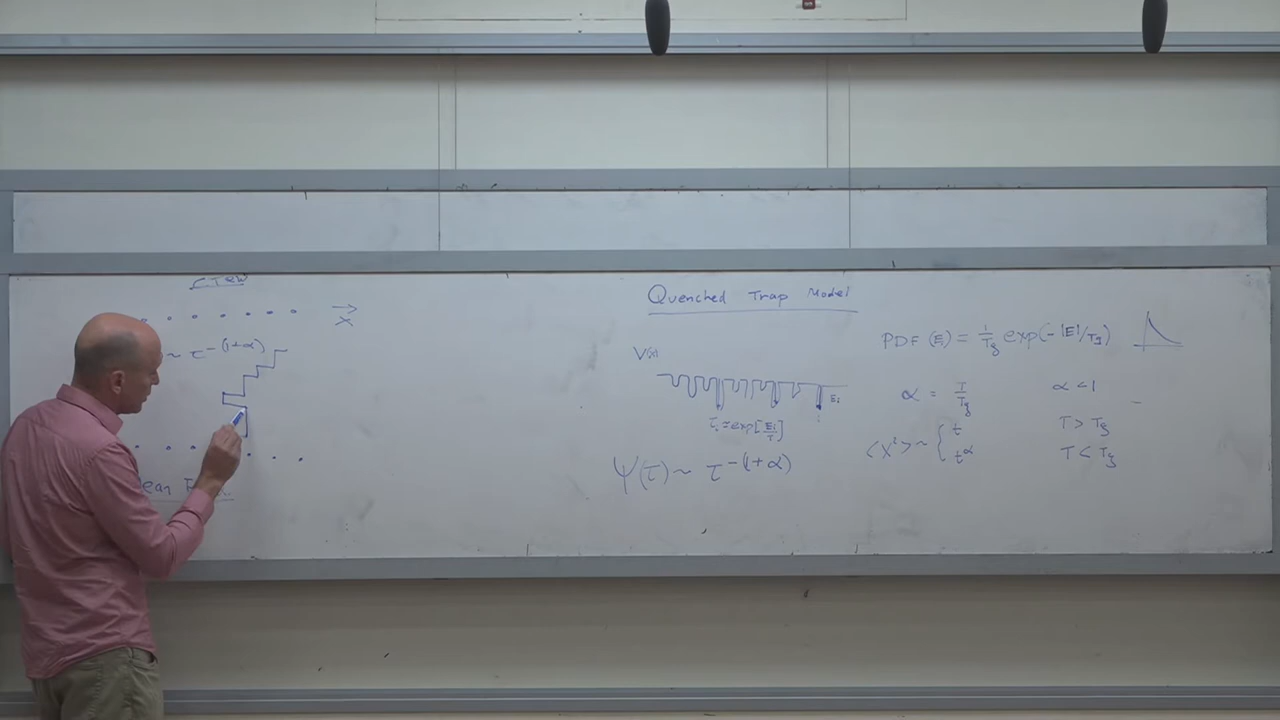 CTRW
→
X
~ τ^-(1+α)
ean F
Quenched Trap Model
V(x)
E_i
τ_i ≈ exp[E_i/T]
ψ(τ) ~ τ^-(1+α)
PDF (E) = 1/T_g exp(-|E|/T_g)
α = T/T_g α < 1
<X²> ~ { t T > T_g
t^α T < T_g